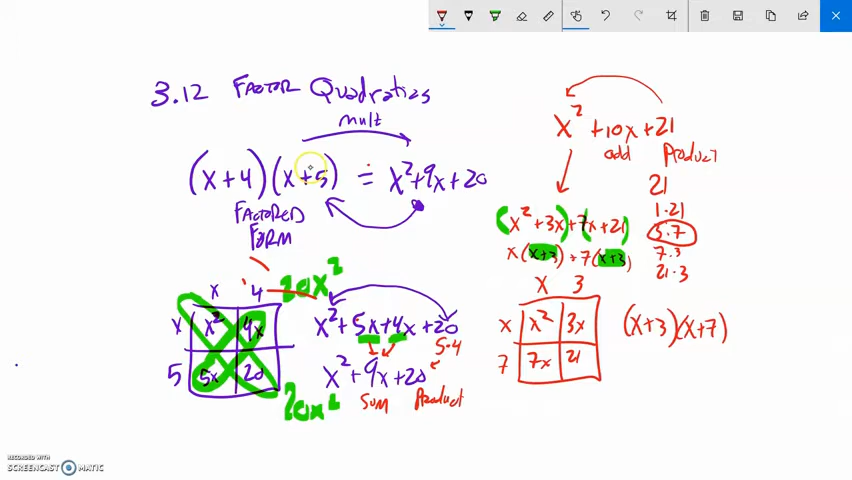 3.12 FACTOR Quadratics
mult
(x+4)(x+5) = x²+9x+20
FACTORED
FORM
x 4 20x²
x x² 4x
5 5x 20
20x²
x²+5x+4x+20
5·4
x²+9x+20
Sum Product
x²+10x+21
add Product
21
1·21
3·7
7·3
21·3
(x²+3x)+(7x+21)
x(x+3)+7(x+3)
x 3
x x² 3x
7 7x 21
(x+3)(x+7)
RECORDED WITH
SCREENCAST MATIC